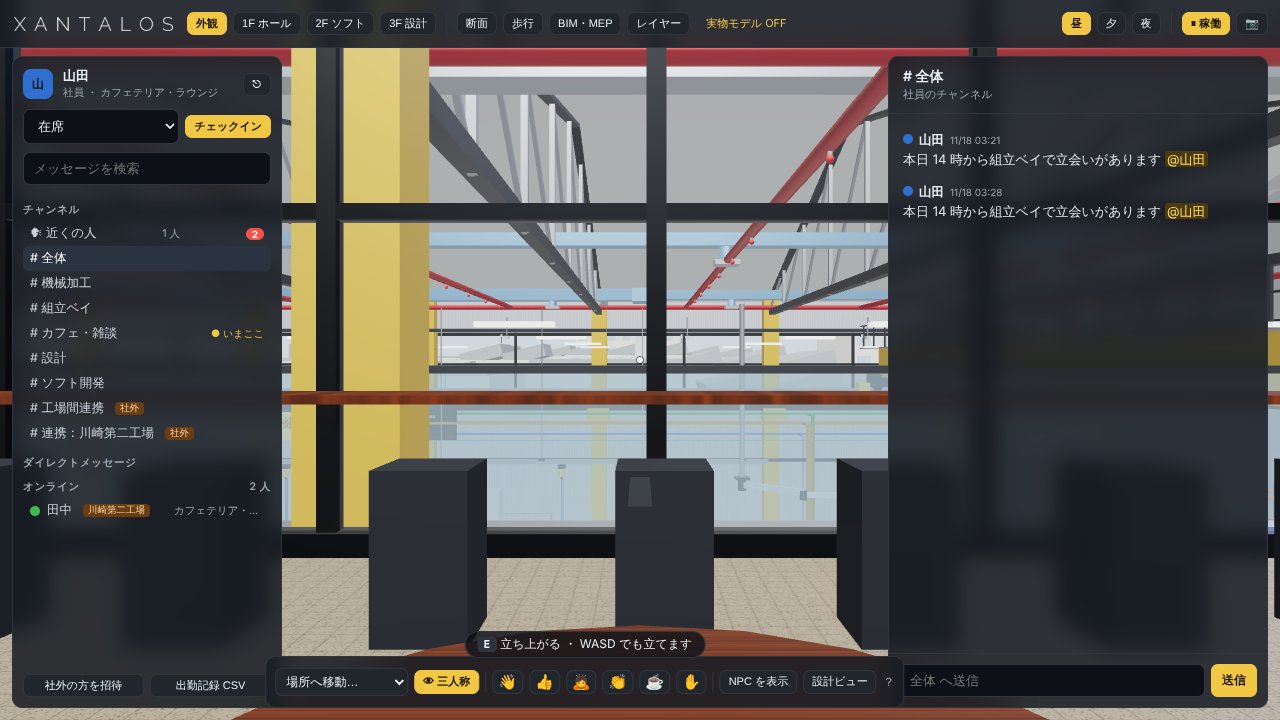 XANTALOS 外観 1F ホール 2F ソフト 3F 設計 断面 歩行 BIM・MEP レイヤー 実物モデル OFF 昼 夕 夜 稼働
山 山田
社員 ・ カフェテリア・ラウンジ
在席 チェックイン
メッセージを検索
チャンネル
近くの人 1 人 2
# 全体
# 機械加工
# 組立ベイ
# カフェ・雑談 いまここ
# 設計
# ソフト開発
# 工場間連携 社外
# 連携：川崎第二工場 社外
ダイレクトメッセージ
オンライン 2 人
田中 川崎第二工場 カフェテリア・...
社外の方を招待 出勤記録 CSV
# 全体
社員のチャンネル
山田 11/18 03:21
本日 14 時から組立ベイで立会いがあります @山田
山田 11/18 03:28
本日 14 時から組立ベイで立会いがあります @山田
E 立ち上がる ・ WASD でも立てます
場所へ移動… 三人称 NPC を表示 設計ビュー ?
全体 へ送信 送信